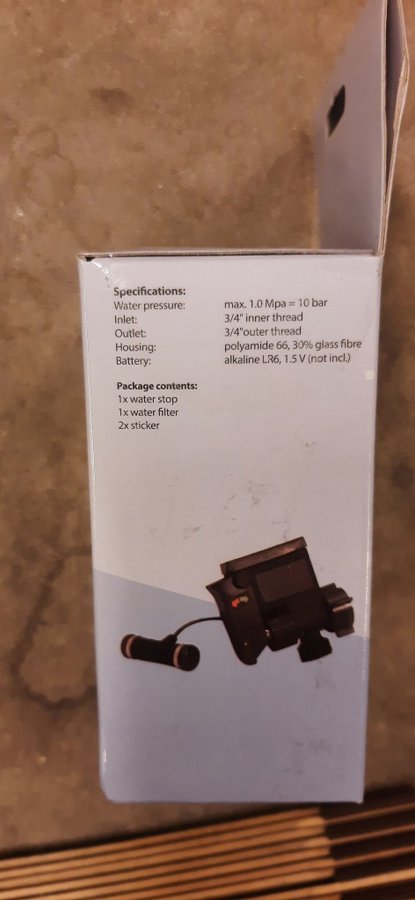 Specifications:
Water pressure: max. 1.0 Mpa = 10 bar
Inlet: 3/4" inner thread
Outlet: 3/4"outer thread
Housing: polyamide 66, 30% glass fibre
Battery: alkaline LR6, 1.5 V (not incl.)
Package contents:
1x water stop
1x water filter
2x sticker